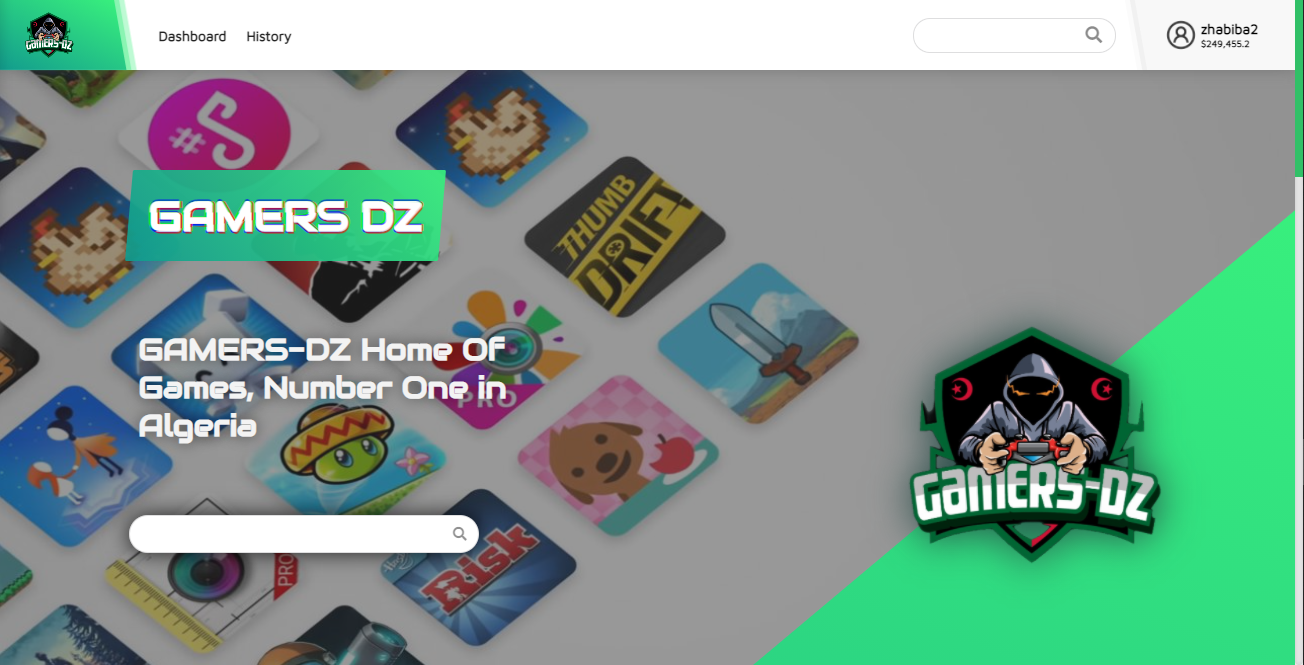 GAMERS-DZ
Dashboard
History
zhabiba2
$249,455.2
#S
GAMERS DZ
THUMB
DRIFT
GAMERS-DZ Home Of
Games, Number One in
Algeria
PRO
GAMERS-DZ
PRO
Risk